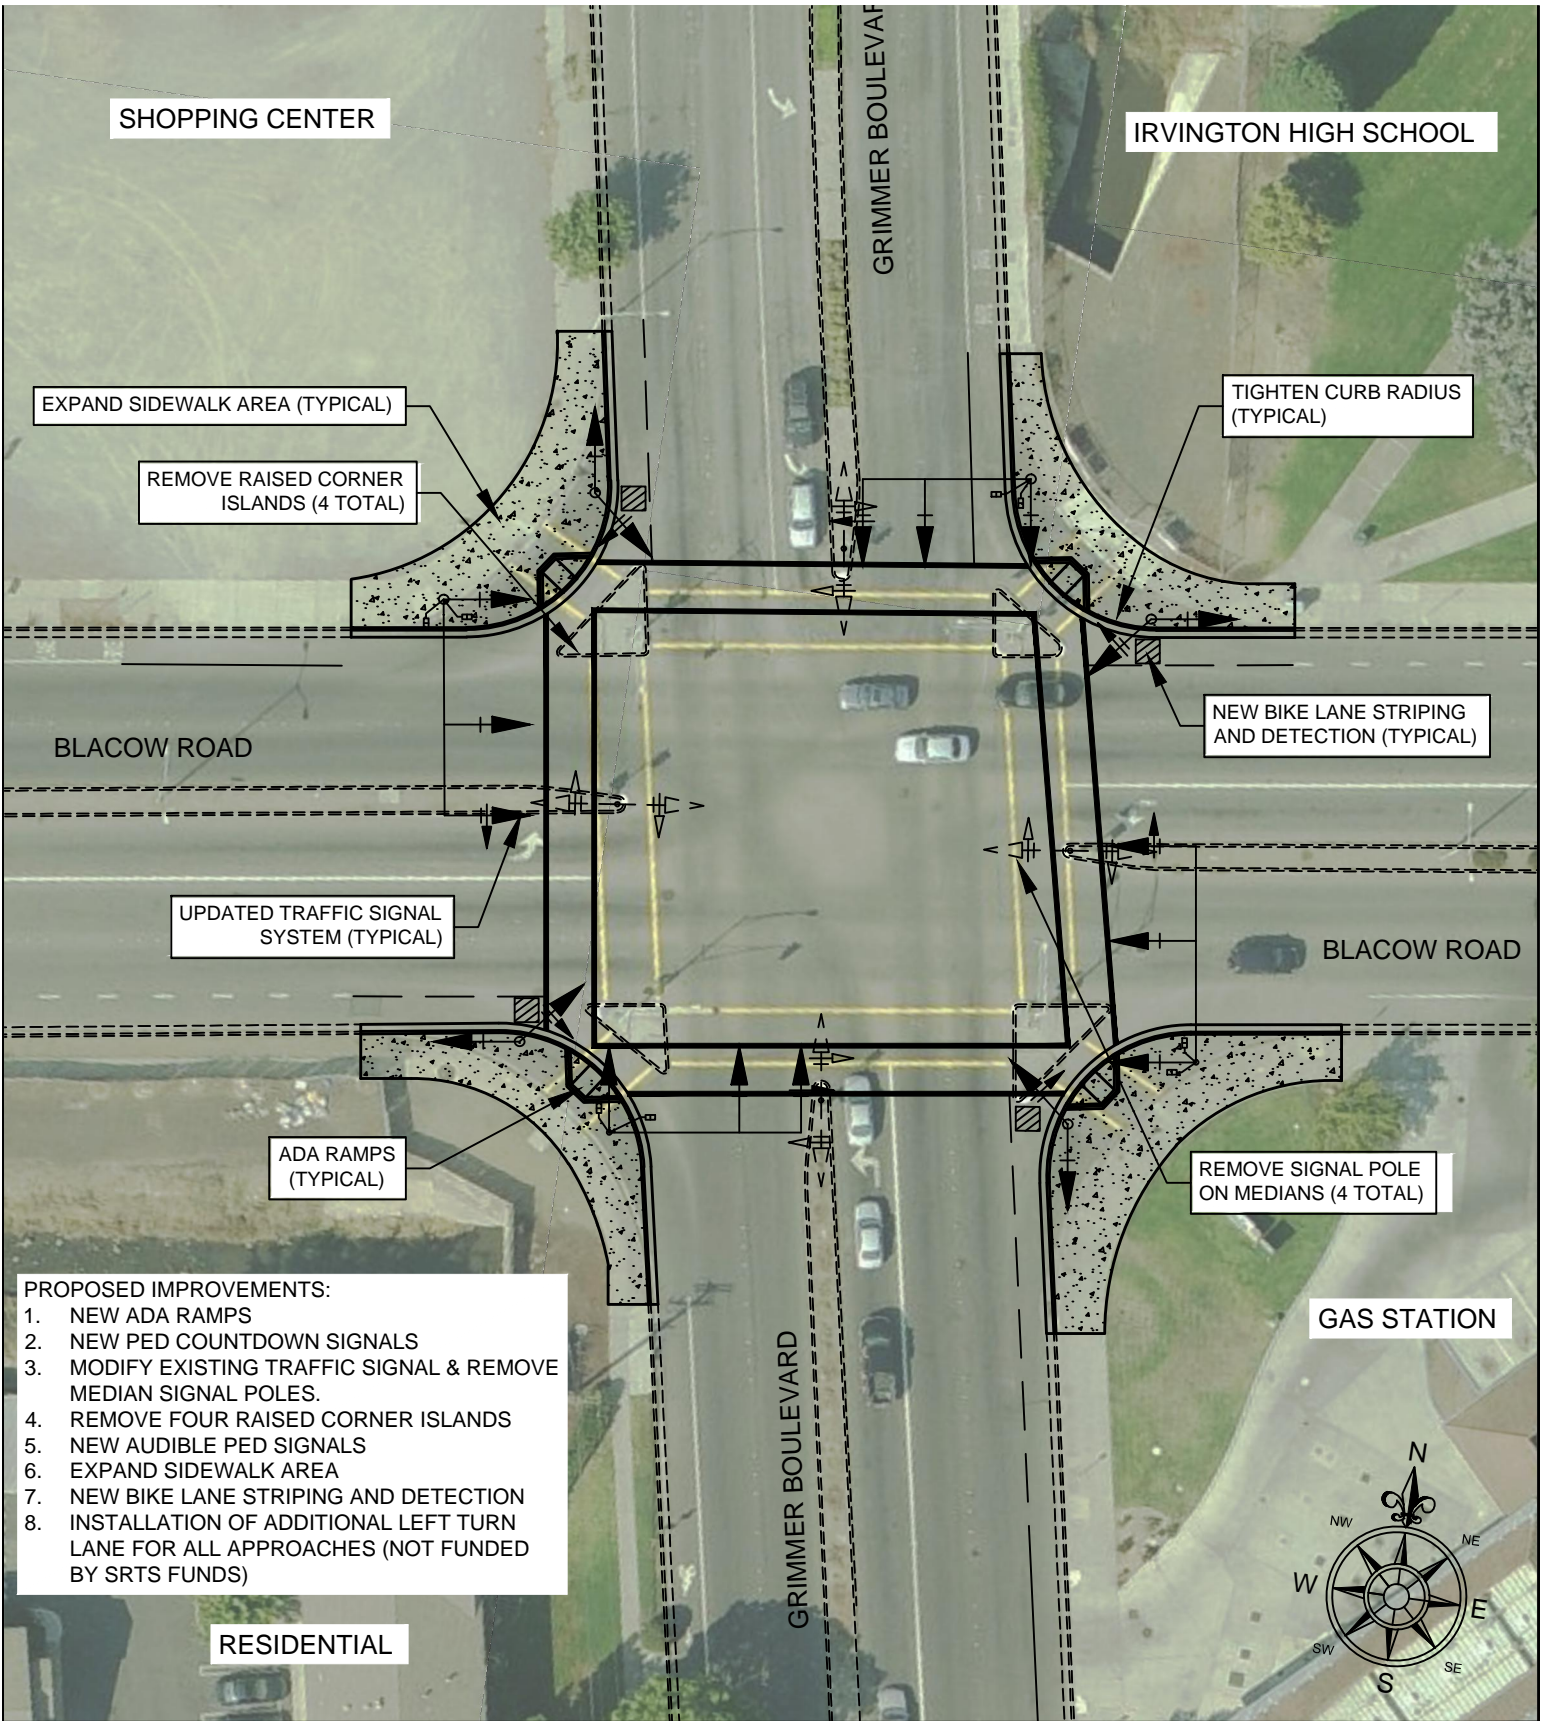 SHOPPING CENTER
GRIMMER BOULEVARD
IRVINGTON HIGH SCHOOL
EXPAND SIDEWALK AREA (TYPICAL)
TIGHTEN CURB RADIUS
(TYPICAL)
REMOVE RAISED CORNER
ISLANDS (4 TOTAL)
NEW BIKE LANE STRIPING
AND DETECTION (TYPICAL)
BLACOW ROAD
UPDATED TRAFFIC SIGNAL
SYSTEM (TYPICAL)
BLACOW ROAD
ADA RAMPS
(TYPICAL)
REMOVE SIGNAL POLE
ON MEDIANS (4 TOTAL)
PROPOSED IMPROVEMENTS:
1. NEW ADA RAMPS
2. NEW PED COUNTDOWN SIGNALS
3. MODIFY EXISTING TRAFFIC SIGNAL & REMOVE
MEDIAN SIGNAL POLES.
4. REMOVE FOUR RAISED CORNER ISLANDS
5. NEW AUDIBLE PED SIGNALS
6. EXPAND SIDEWALK AREA
7. NEW BIKE LANE STRIPING AND DETECTION
8. INSTALLATION OF ADDITIONAL LEFT TURN
LANE FOR ALL APPROACHES (NOT FUNDED
BY SRTS FUNDS)
GRIMMER BOULEVARD
GAS STATION
RESIDENTIAL
N
NW
NE
W
E
SW
SE
S